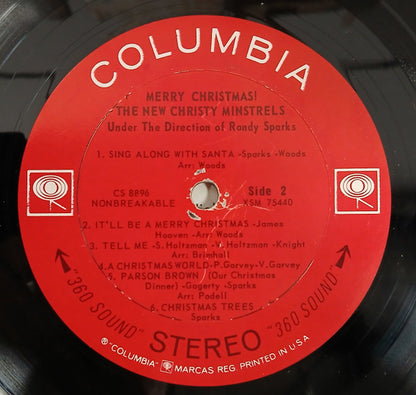 COLUMBIA
MERRY CHRISTMAS!
THE NEW CHRISTY MINSTRELS
Under The Direction of Randy Sparks
1. SING ALONG WITH SANTA -Sparks -Woods
Arr: Woods
CS 8896
NONBREAKABLE
Side 2
XSM 75440
2. IT'LL BE A MERRY CHRISTMAS -James
Hooven -Arr: Woods
3. TELL ME -S. Holtzman -V. Holtzman -Knight
Arr: Brimhall
4. A CHRISTMAS WORLD -P. Garvey -V. Garvey
5. PARSON BROWN (Our Christmas
Dinner) -Gogerty -Sparks
Arr: Podell
6. CHRISTMAS TREES
Sparks
"360 SOUND" STEREO "360 SOUND"
® "COLUMBIA" MARCAS REG. PRINTED IN U.S.A.